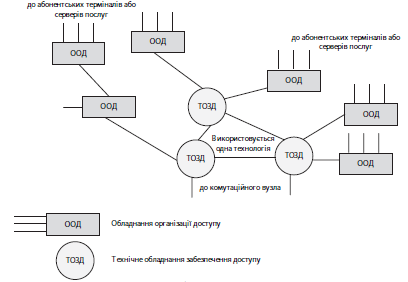 до абонентських терміналів або
серверів послуг
ООД
ООД
до абонентських терміналів або
серверів послуг
ООД
ООД
ТОЗД
ООД
Використовується
одна технологія
ТОЗД
ТОЗД
ООД
до комутаційного вузла
ООД
Обладнання організації доступу
ТОЗД
Технічне обладнання забезпечення доступу